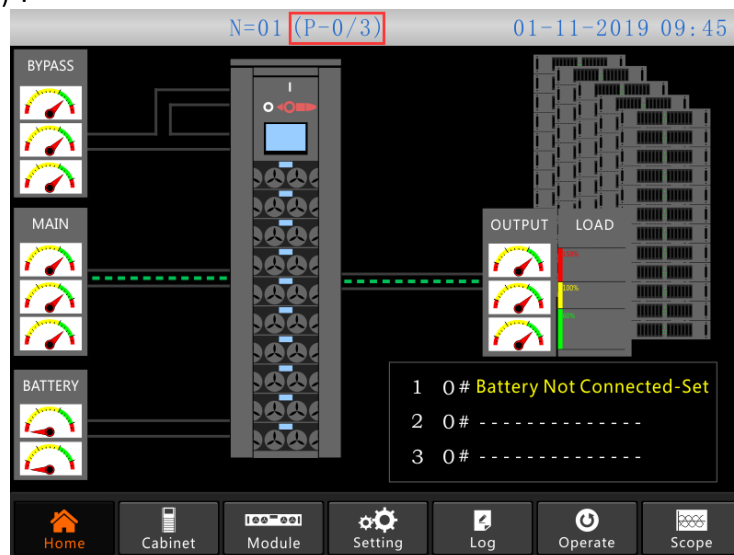 ) .
N=01 (P-0/3) 01-11-2019 09:45
BYPASS
MAIN
OUTPUT LOAD
100%
BATTERY
1 0# Battery Not Connected-Set
2 0# --------------
3 0# --------------
Home Cabinet Module Setting Log Operate Scope